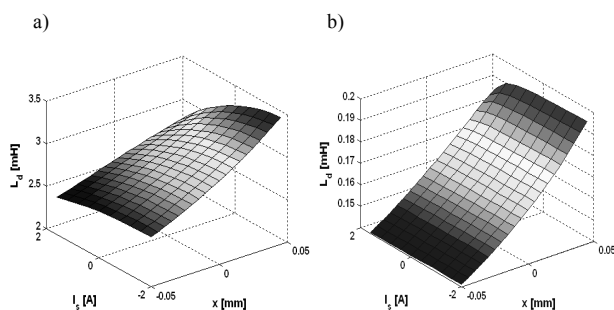 a)
3.5
3
2.5
2
L_d [mH]
2
0
-2
I_s [A]
-0.05
0
0.05
x [mm]
b)
0.2
0.19
0.18
0.17
0.16
0.15
L_d [mH]
2
0
-2
I_s [A]
-0.05
0
0.05
x [mm]